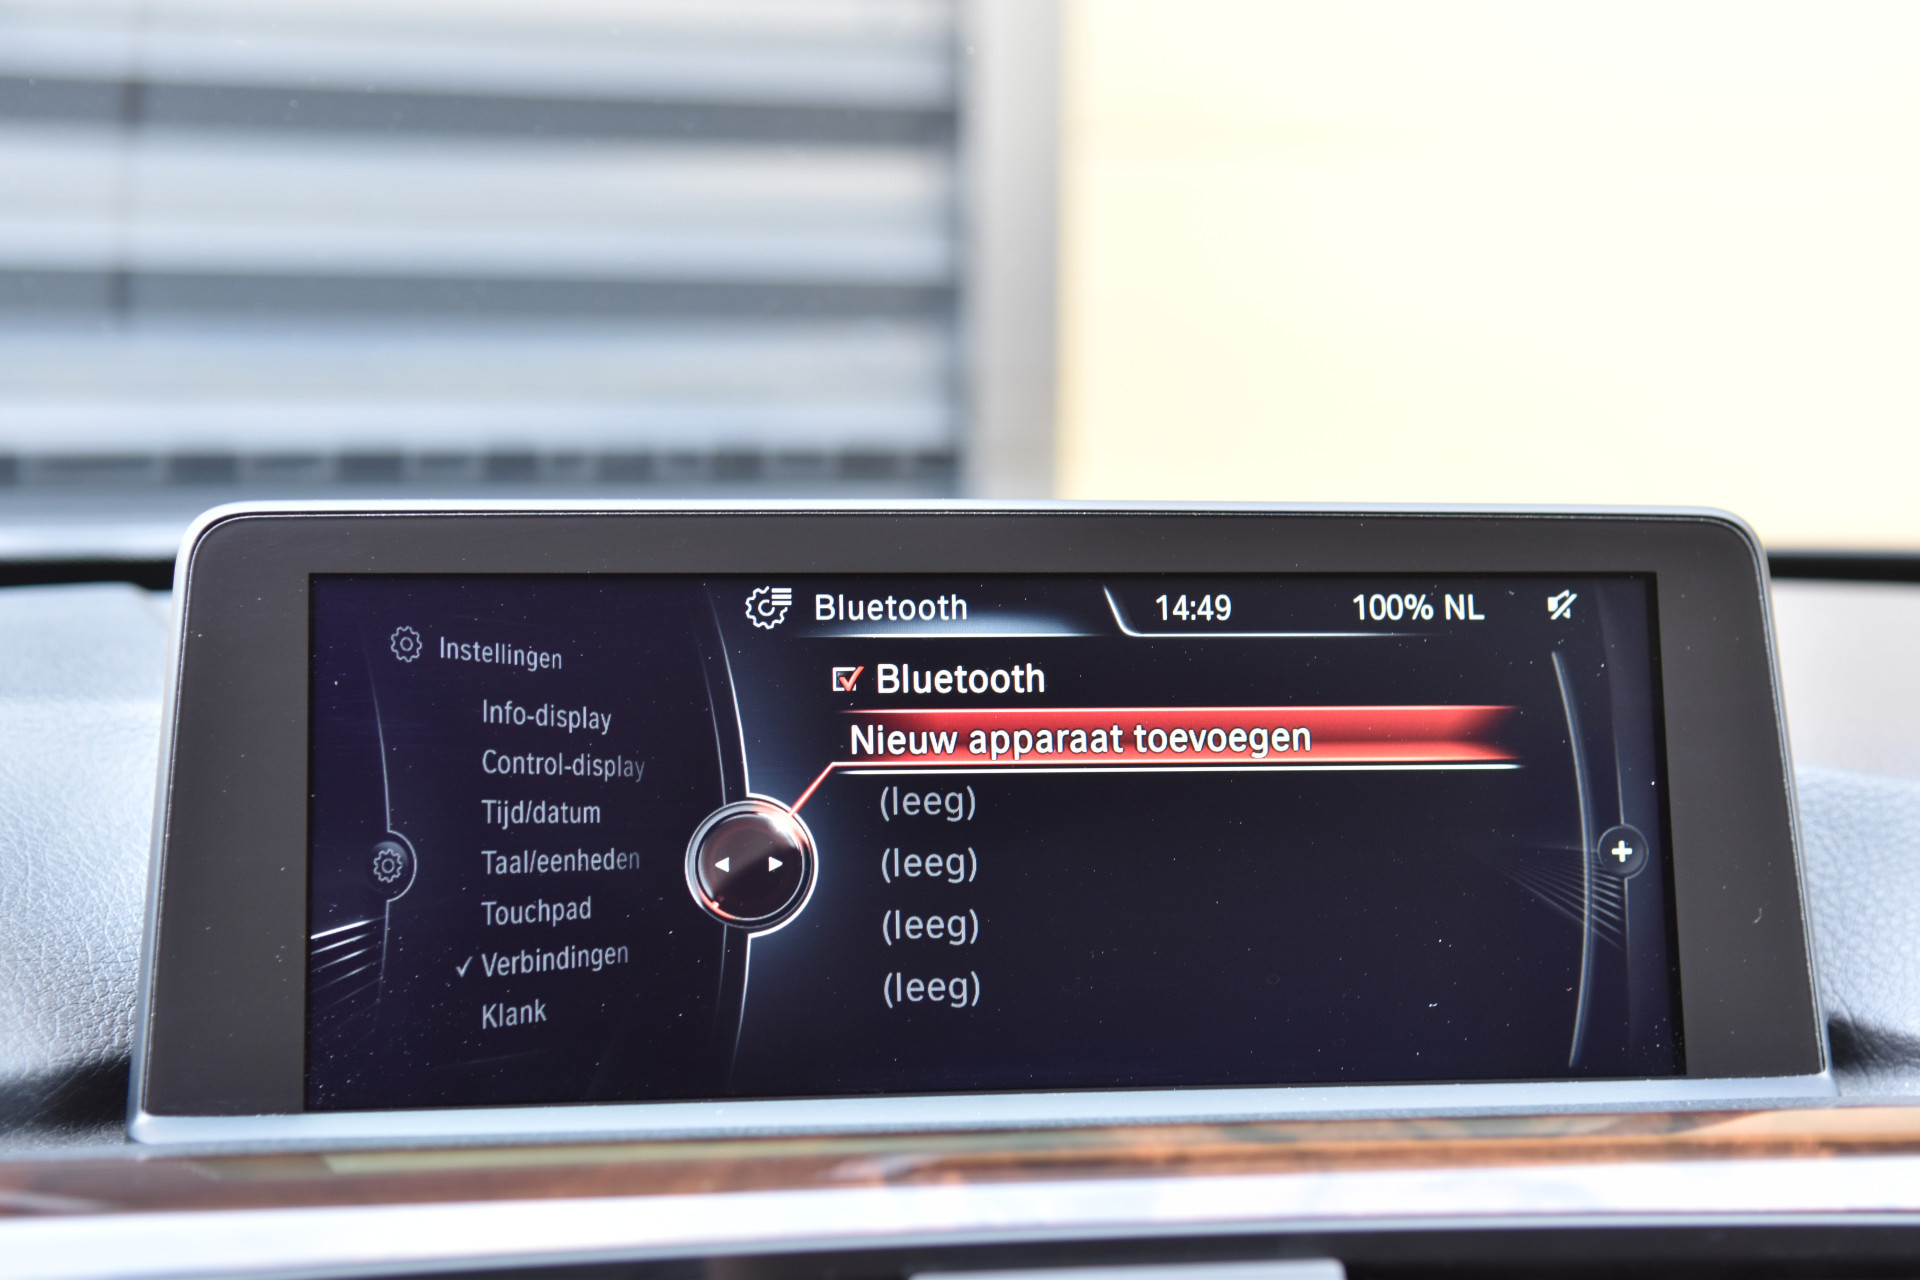 Bluetooth 14:49 100% NL
Instellingen
Info-display
Control-display
Tijd/datum
Taal/eenheden
Touchpad
Verbindingen
Klank
Bluetooth
Nieuw apparaat toevoegen
(leeg)
(leeg)
(leeg)
(leeg)